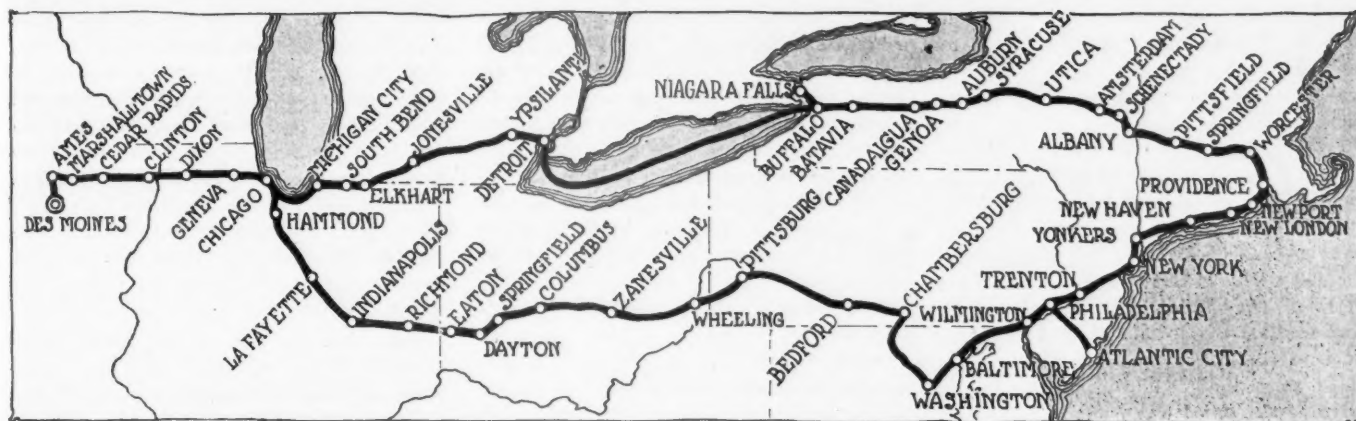 AMES
MARSHALLTOWN
CEDAR RAPIDS
CLINTON
DIXON
GENEVA
CHICAGO
DES MOINES
HAMMOND
MICHIGAN CITY
SOUTH BEND
ELKHART
JONESVILLE
YPSILANTI
DETROIT
NIAGARA FALLS
BUFFALO
BATAVIA
CANADAIGUA
GENOA
AUBURN
SYRACUSE
UTICA
AMSTERDAM
SCHENECTADY
ALBANY
PITTSFIELD
SPRINGFIELD
WORCESTER
PROVIDENCE
NEWPORT
NEW LONDON
NEW HAVEN
YONKERS
NEW YORK
TRENTON
PHILADELPHIA
ATLANTIC CITY
WILMINGTON
BALTIMORE
WASHINGTON
CHAMBERSBURG
BEDFORD
PITTSBURG
WHEELING
ZANESVILLE
COLUMBUS
SPRINGFIELD
DAYTON
EATON
RICHMOND
INDIANAPOLIS
LA FAYETTE